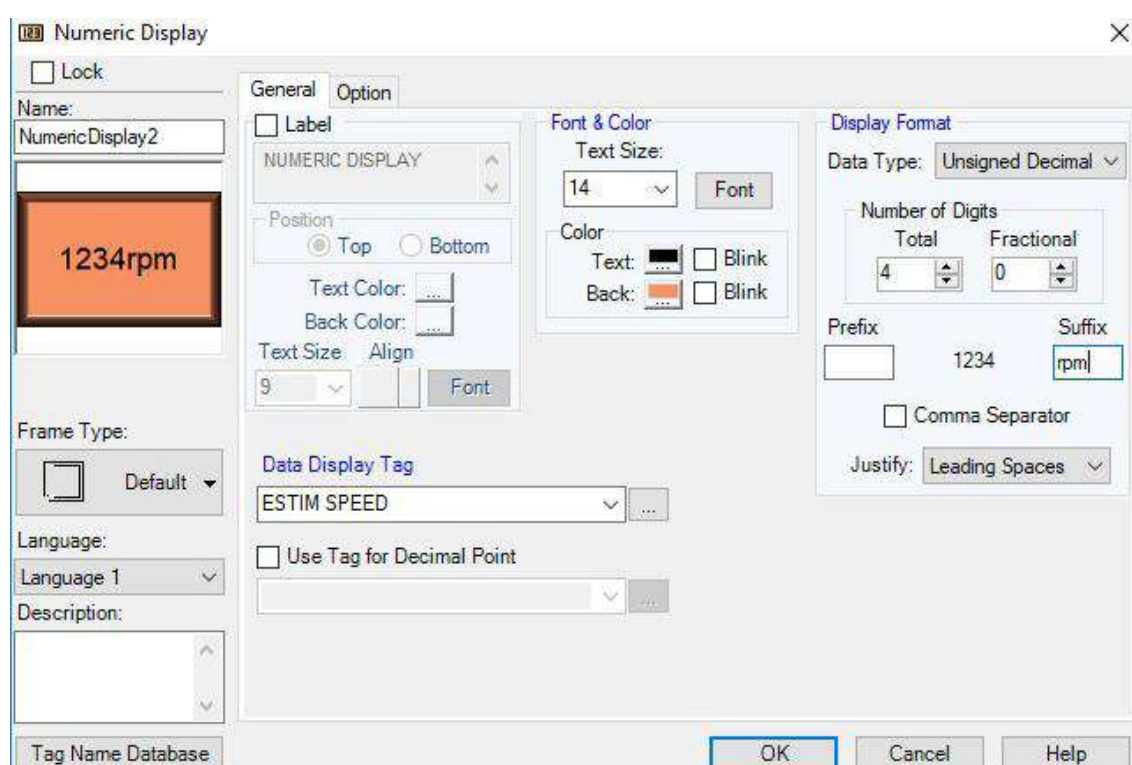 Numeric Display
Lock
Name:
NumericDisplay2
1234rpm
Frame Type:
Default
Language:
Language 1
Description:
Tag Name Database
General Option
Label
NUMERIC DISPLAY
Position
Top Bottom
Text Color: ...
Back Color: ...
Text Size Align
9 Font
Font & Color
Text Size:
14 Font
Color
Text: ... Blink
Back: ... Blink
Display Format
Data Type: Unsigned Decimal
Number of Digits
Total Fractional
4 0
Prefix Suffix
1234 rpm
Comma Separator
Justify: Leading Spaces
Data Display Tag
ESTIM SPEED ...
Use Tag for Decimal Point
...
OK Cancel Help